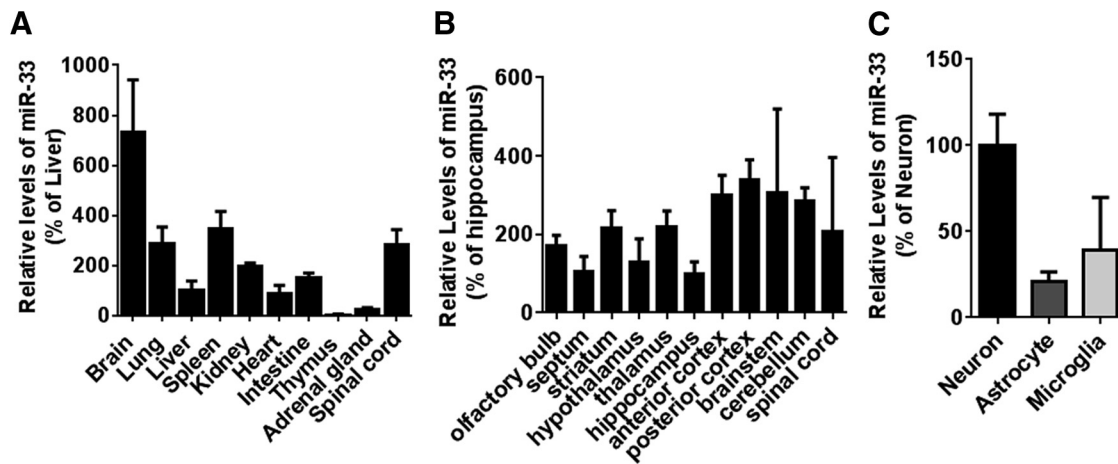 A
Relative levels of miR-33
(% of Liver)
1000
800
600
400
200
0
Brain
Lung
Liver
Spleen
Kidney
Heart
Intestine
Thymus
Adrenal gland
Spinal cord
B
Relative Levels of miR-33
(% of hippocampus)
600
400
200
0
olfactory bulb
septum
striatum
hypothalamus
thalamus
hippocampus
anterior cortex
posterior cortex
brainstem
cerebellum
spinal cord
C
Relative Levels of miR-33
(% of Neuron)
150
100
50
0
Neuron
Astrocyte
Microglia